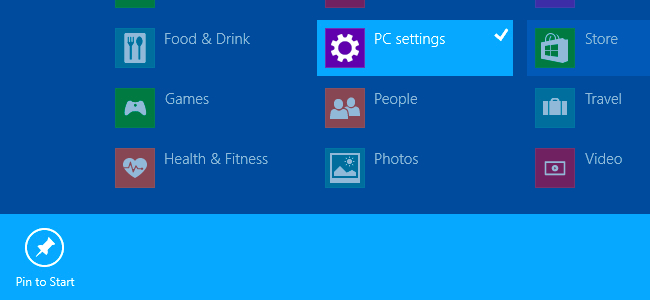 Food & Drink
PC settings
Store
Games
People
Travel
Health & Fitness
Photos
Video
Pin to Start